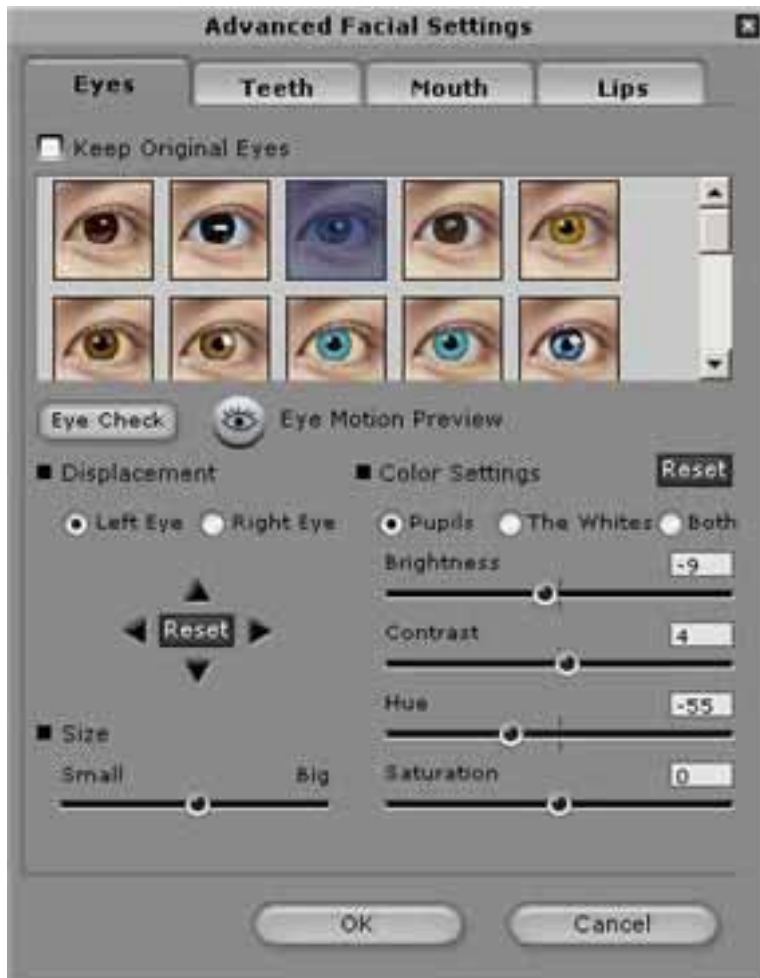 Advanced Facial Settings
Eyes Teeth Mouth Lips
Keep Original Eyes
Eye Check Eye Motion Preview
Displacement
Left Eye Right Eye
Reset
Size
Small Big
Color Settings Reset
Pupils The Whites Both
Brightness -9
Contrast 4
Hue -55
Saturation 0
OK Cancel